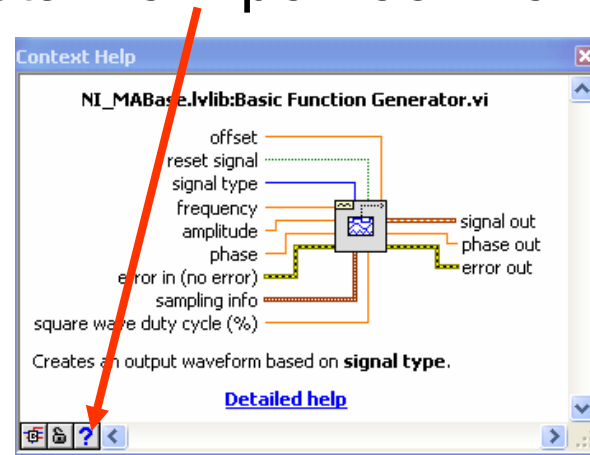 Context Help
NI_MABase.lvlib:Basic Function Generator.vi
offset
reset signal
signal type
frequency
amplitude
phase
error in (no error)
sampling info
square wave duty cycle (%)
signal out
phase out
error out
Creates an output waveform based on signal type.
Detailed help
?